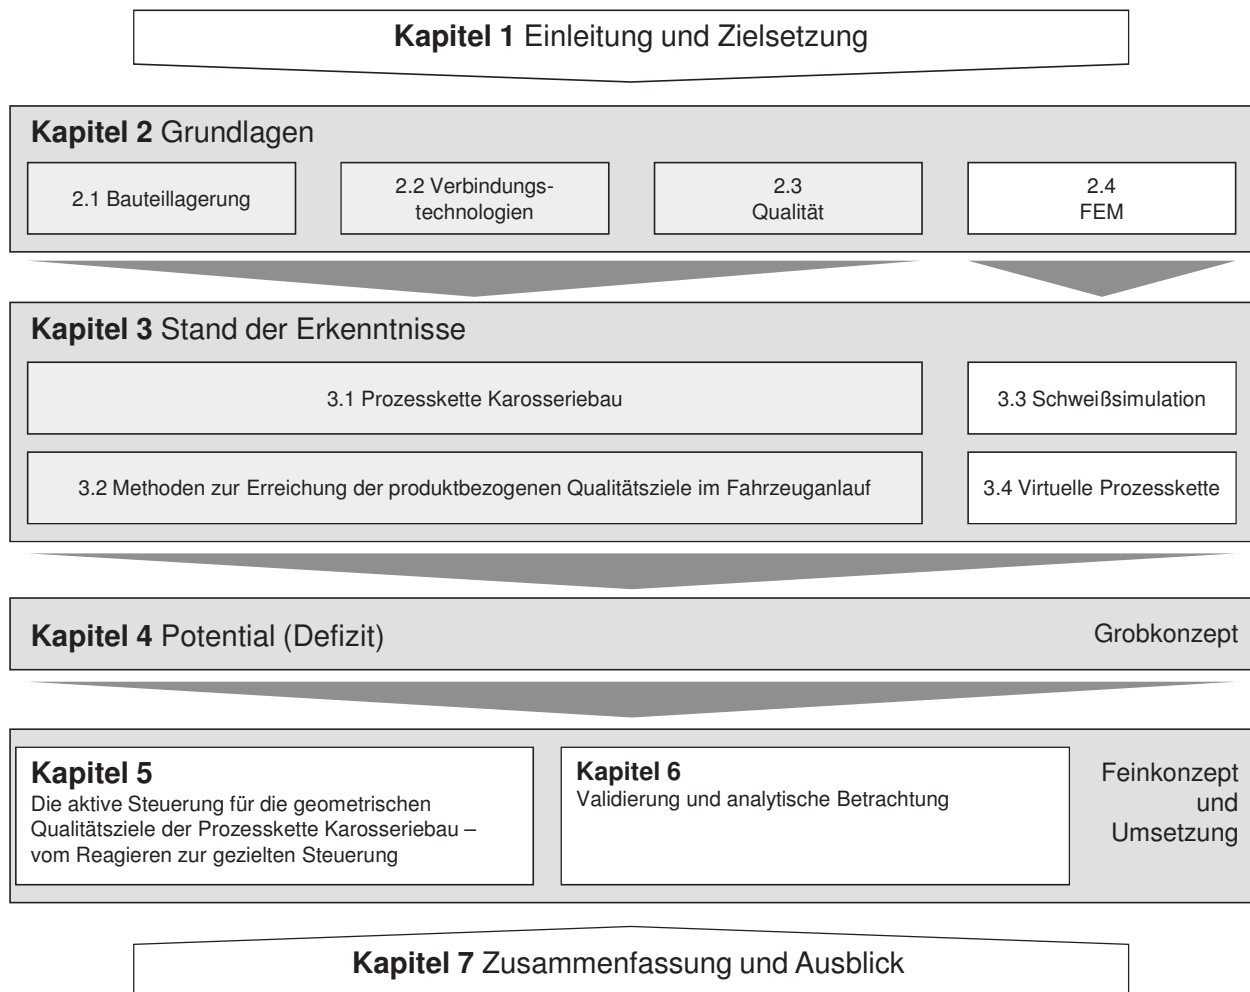 Kapitel 1 Einleitung und Zielsetzung
Kapitel 2 Grundlagen
2.1 Bauteillagerung
2.2 Verbindungs-
technologien
2.3
Qualität
2.4
FEM
Kapitel 3 Stand der Erkenntnisse
3.1 Prozesskette Karosseriebau
3.3 Schweißsimulation
3.2 Methoden zur Erreichung der produktbezogenen Qualitätsziele im Fahrzeuganlauf
3.4 Virtuelle Prozesskette
Kapitel 4 Potential (Defizit)
Grobkonzept
Kapitel 5
Die aktive Steuerung für die geometrischen
Qualitätsziele der Prozesskette Karosseriebau –
vom Reagieren zur gezielten Steuerung
Kapitel 6
Validierung und analytische Betrachtung
Feinkonzept
und
Umsetzung
Kapitel 7 Zusammenfassung und Ausblick